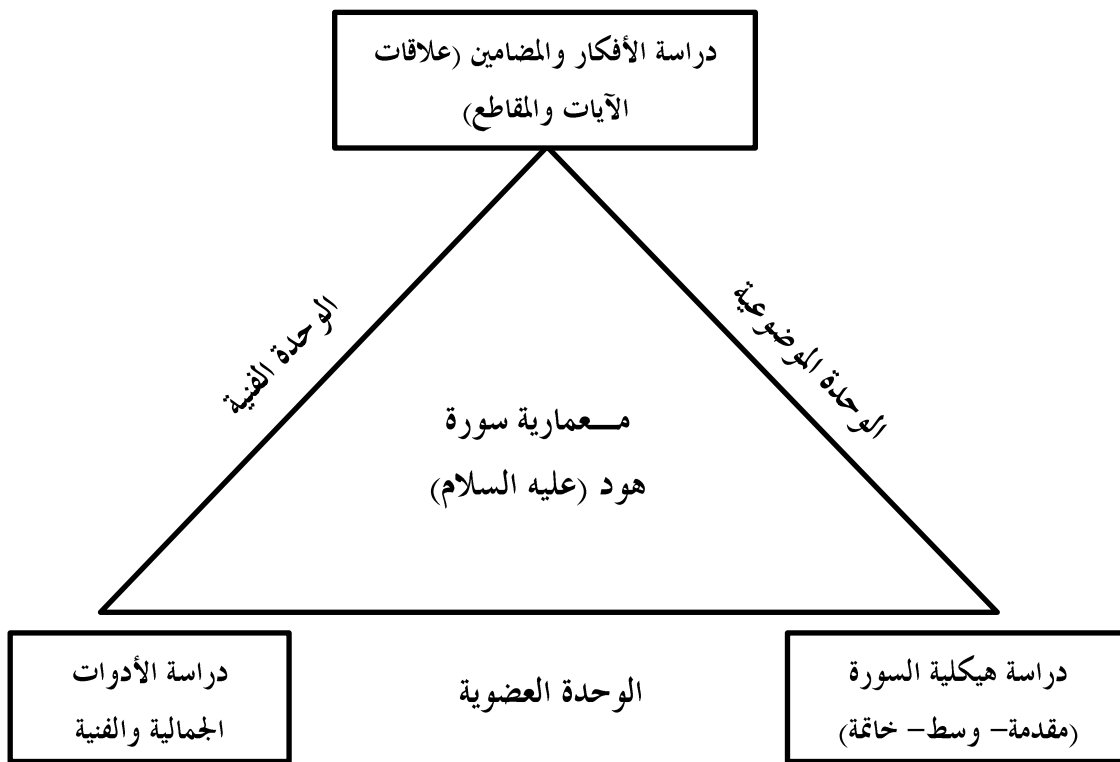 دراسة الأفكار والمضامين (علاقات
الآيات والمقاطع)
الوحدة الموضوعية
الوحدة الفنية
مـــعمارية سورة
هود (عليه السلام)
دراسة هيكلية السورة
(مقدمة– وسط– خاتمة)
الوحدة العضوية
دراسة الأدوات
الجمالية والفنية